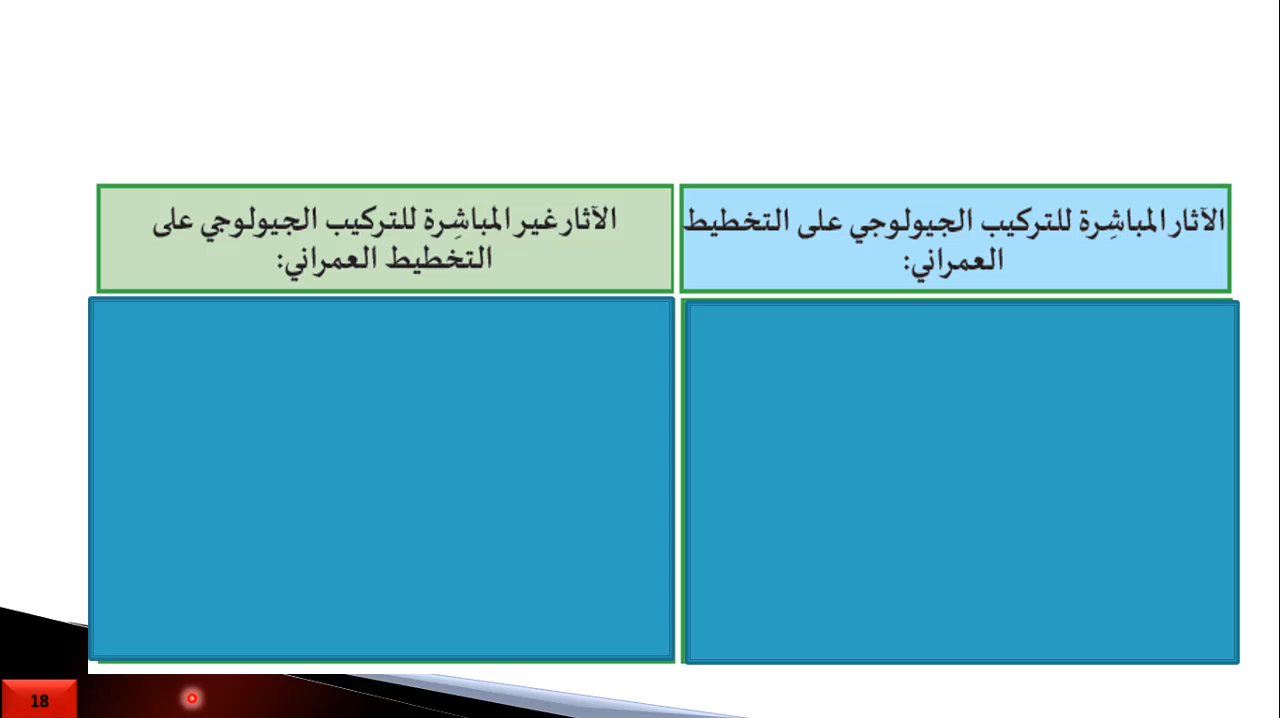 الآثار المباشِرة للتركيب الجيولوجي على التخطيط
العمراني:
الآثار غير المباشِرة للتركيب الجيولوجي على
التخطيط العمراني:
18